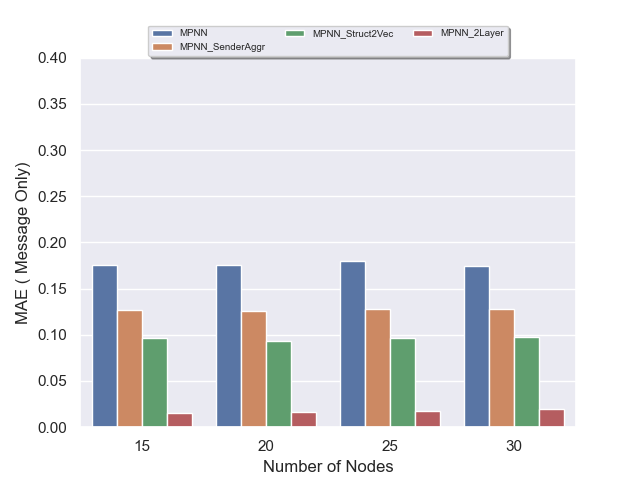 MPNN
MPNN_SenderAggr
MPNN_Struct2Vec
MPNN_2Layer
0.40
0.35
0.30
0.25
0.20
0.15
0.10
0.05
0.00
MAE ( Message Only)
15 20 25 30
Number of Nodes